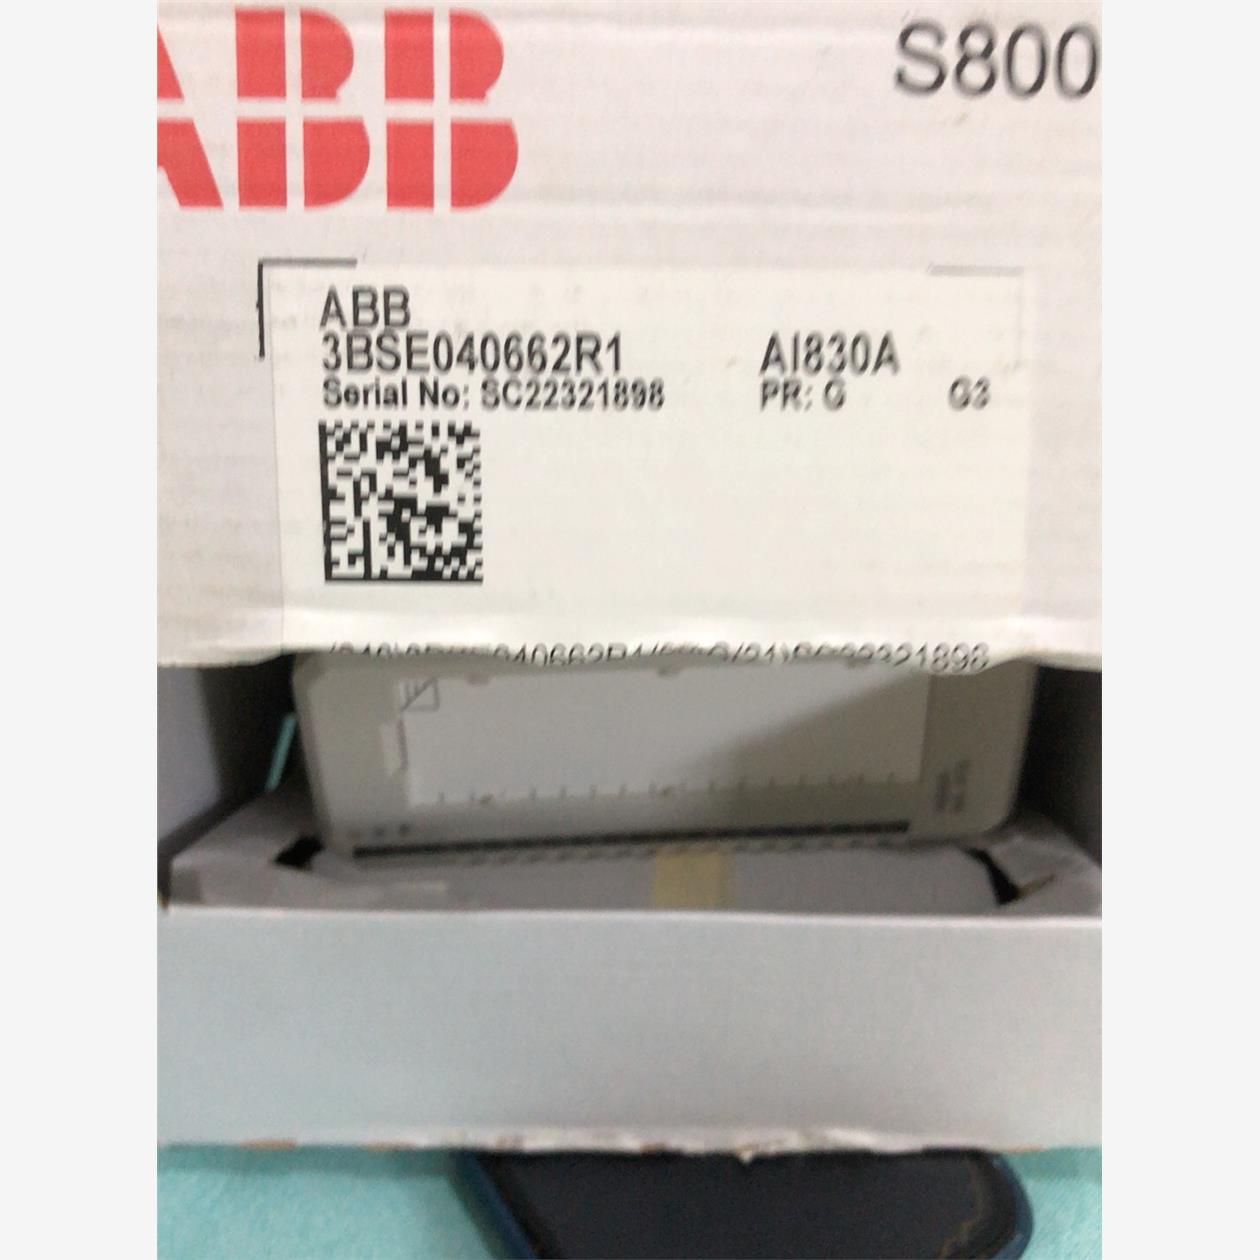 ABB
S800
ABB
3BSE040662R1 AI830A
Serial No: SC22321898 PR: G G3